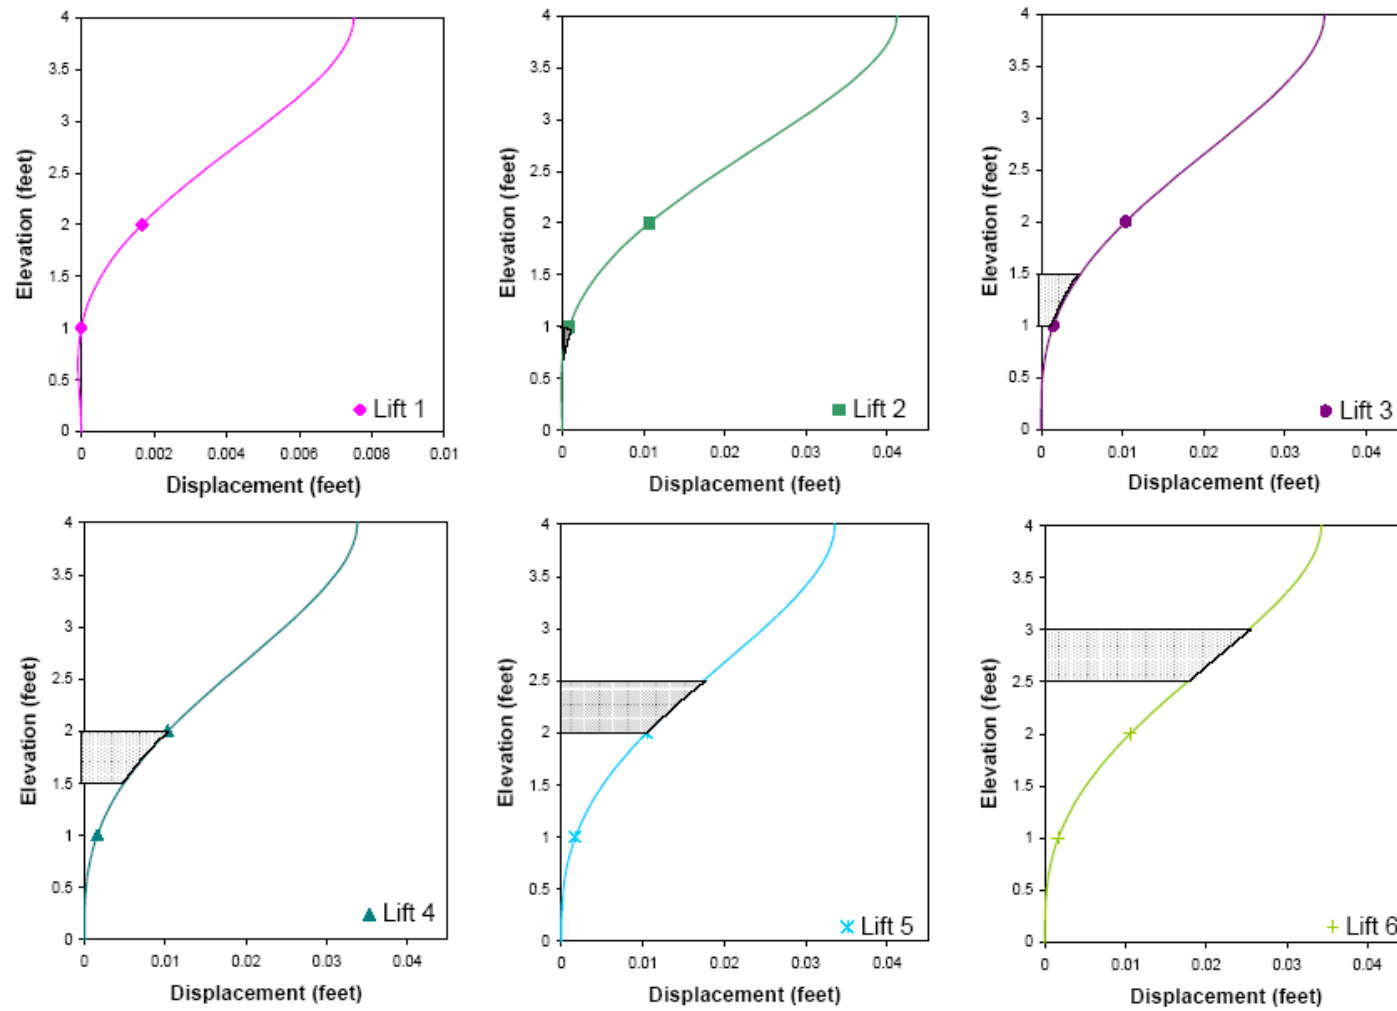 4
3.5
3
2.5
2
1.5
1
0.5
0
Elevation (feet)
0 0.002 0.004 0.006 0.008 0.01
Displacement (feet)
Lift 1
4
3.5
3
2.5
2
1.5
1
0.5
0
Elevation (feet)
0 0.01 0.02 0.03 0.04
Displacement (feet)
Lift 2
4
3.5
3
2.5
2
1.5
1
0.5
0
Elevation (feet)
0 0.01 0.02 0.03 0.04
Displacement (feet)
Lift 3
4
3.5
3
2.5
2
1.5
1
0.5
0
Elevation (feet)
0 0.01 0.02 0.03 0.04
Displacement (feet)
Lift 4
4
3.5
3
2.5
2
1.5
1
0.5
0
Elevation (feet)
0 0.01 0.02 0.03 0.04
Displacement (feet)
Lift 5
4
3.5
3
2.5
2
1.5
1
0.5
0
Elevation (feet)
0 0.01 0.02 0.03 0.04
Displacement (feet)
Lift 6